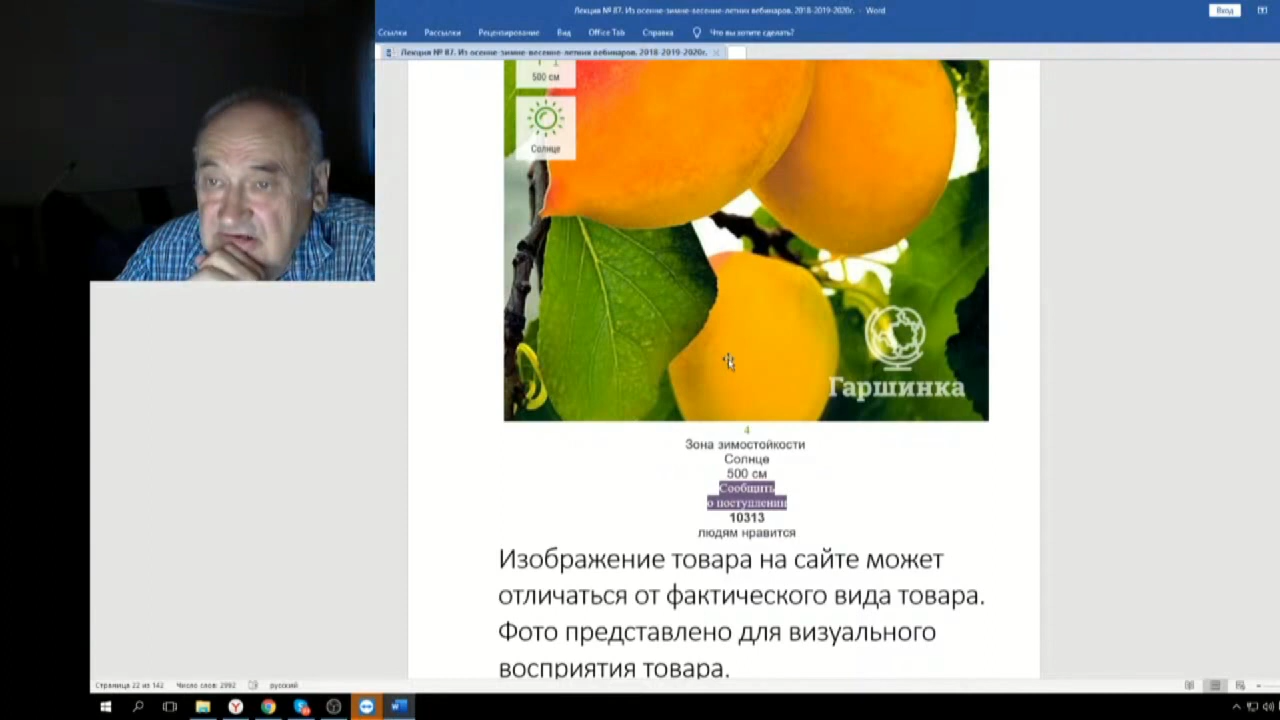 Лекция № 87. Из осенне-зимне-весенне-летних вебинаров. 2018-2019-2020г. - Word
Вход
Ссылки Рассылки Рецензирование Вид Office Tab Справка Что вы хотите сделать?
Лекция № 87. Из осенне-зимне-весенне-летних вебинаров. 2018-2019-2020г.
500 см
Солнце
Гаршинка
4
Зона зимостойкости
Солнце
500 см
Сообщить
о поступлении
10313
людям нравится
Изображение товара на сайте может
отличаться от фактического вида товара.
Фото представлено для визуального
восприятия товара.
Страница 22 из 142 Число слов: 2992 русский